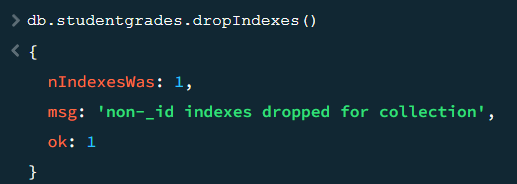 > db.studentgrades.dropIndexes()
< {
nIndexesWas: 1,
msg: 'non-_id indexes dropped for collection',
ok: 1
}